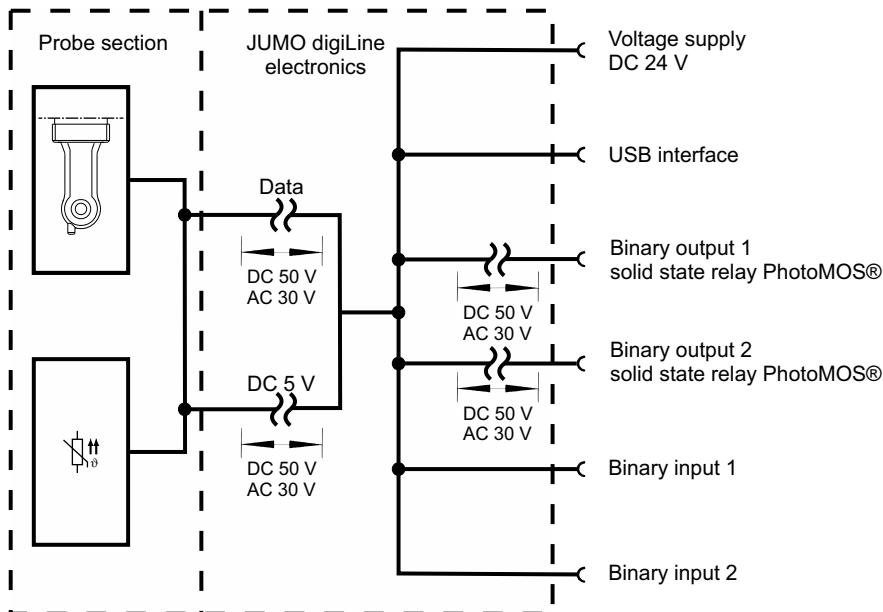 Probe section
JUMO digiLine
electronics
Voltage supply
DC 24 V
USB interface
Data
DC 50 V
AC 30 V
Binary output 1
solid state relay PhotoMOS®
DC 50 V
AC 30 V
Binary output 2
solid state relay PhotoMOS®
DC 50 V
AC 30 V
DC 5 V
DC 50 V
AC 30 V
ϑ
Binary input 1
Binary input 2